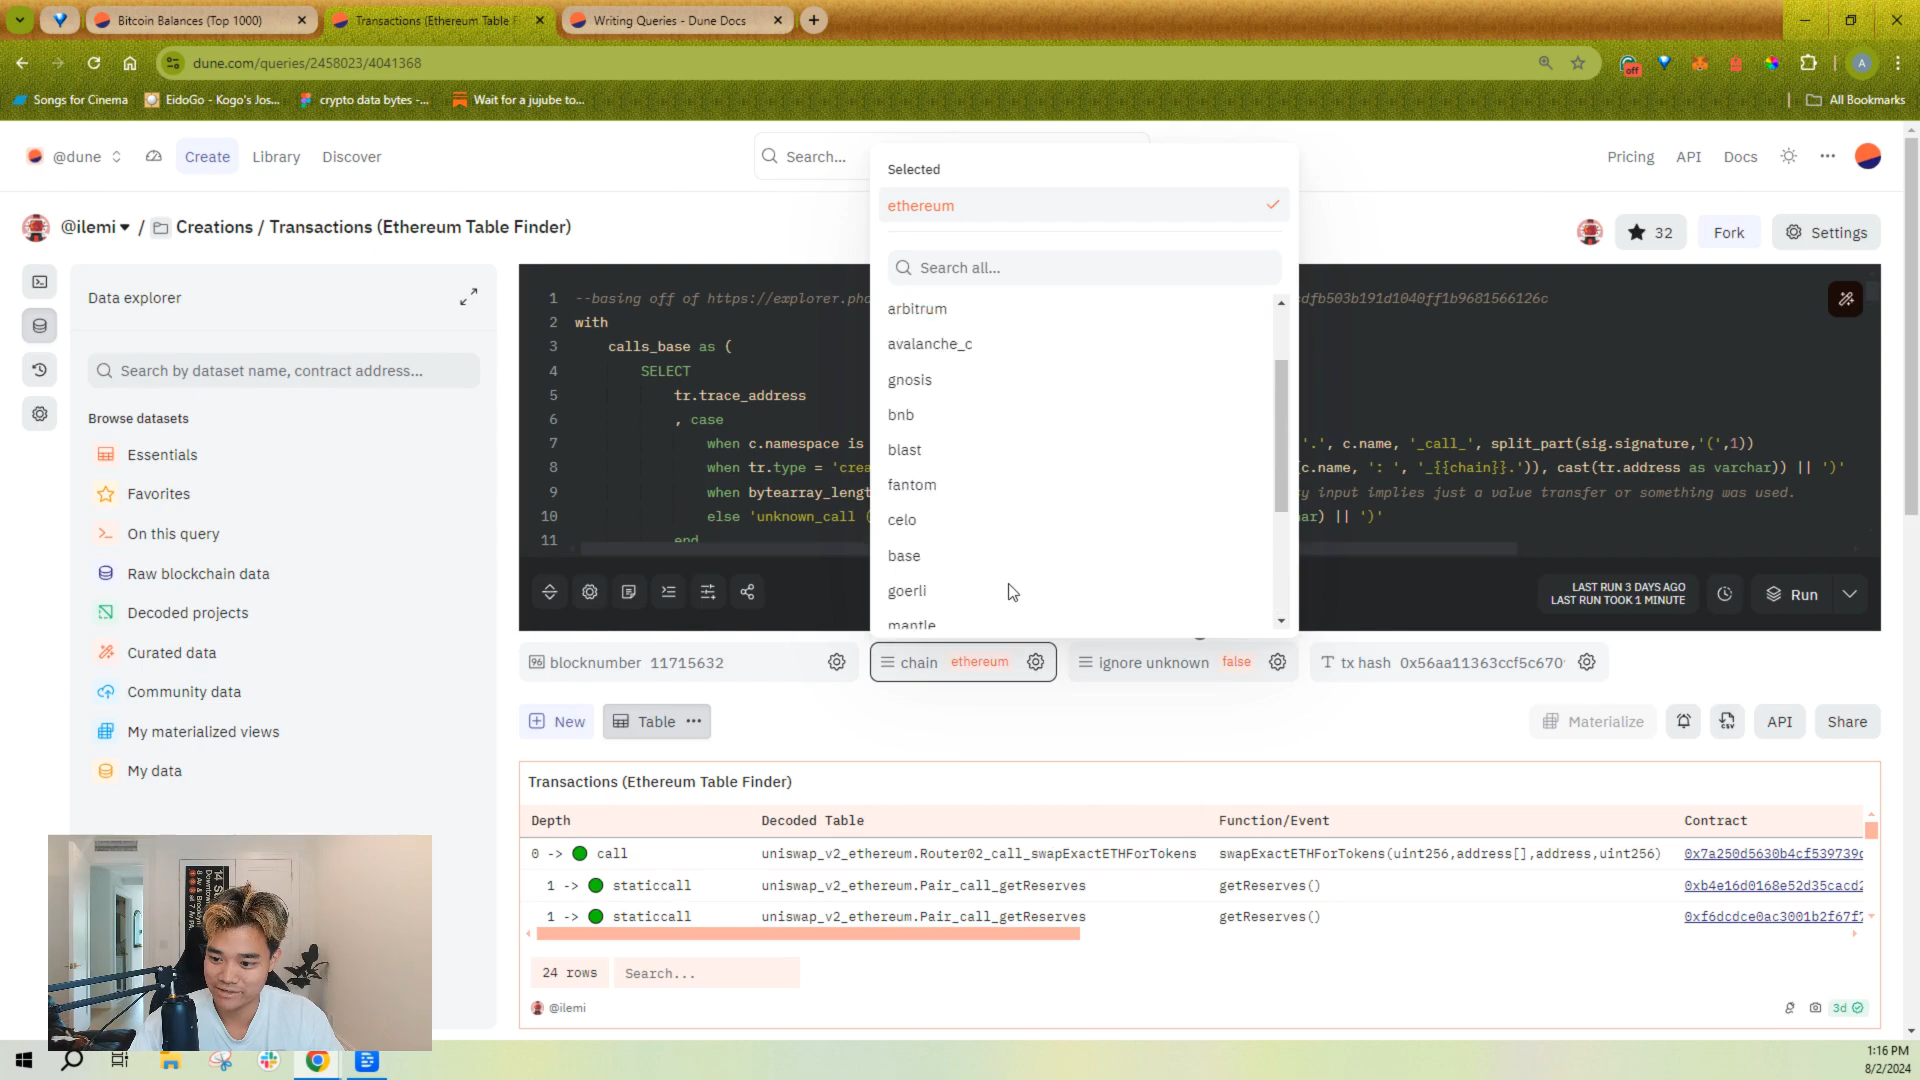 Bitcoin Balances (Top 1000)
Transactions (Ethereum Table F
Writing Queries - Dune Docs
dune.com/queries/2458023/4041368
off
A
Songs for Cinema
EidoGo - Kogo's Jos...
crypto data bytes -...
Wait for a jujube to...
All Bookmarks
@dune
Create
Library
Discover
Search...
Pricing
API
Docs
@ilemi
/
Creations / Transactions (Ethereum Table Finder)
32
Fork
Settings
Selected
ethereum
Search all...
arbitrum
avalanche_c
gnosis
bnb
blast
fantom
celo
base
goerli
mantle
Data explorer
Search by dataset name, contract address...
Browse datasets
Essentials
Favorites
On this query
Raw blockchain data
Decoded projects
Curated data
Community data
My materialized views
My data
1 --basing off of https://explorer.pho dfb503b191d1040ff1b9681566126c
2 with
3 calls_base as (
4 SELECT
5 tr.trace_address
6 , case
7 when c.namespace is '.', c.name, '_call_', split_part(sig.signature,'(',1))
8 when tr.type = 'crea (c.name, ': ', '_{{chain}}.')), cast(tr.address as varchar)) || ')'
9 when bytearray_leng y input implies just a value transfer or something was used.
10 else 'unknown_call ( ar) || ')'
11 end
LAST RUN 3 DAYS AGO
LAST RUN TOOK 1 MINUTE
Run
blocknumber 11715632
chain ethereum
ignore unknown false
tx hash 0x56aa11363ccf5c670
New
Table
Materialize
API
Share
Transactions (Ethereum Table Finder)
Depth Decoded Table Function/Event Contract
0 -> call uniswap_v2_ethereum.Router02_call_swapExactETHForTokens swapExactETHForTokens(uint256,address[],address,uint256) 0x7a250d5630b4cf539739d
1 -> staticcall uniswap_v2_ethereum.Pair_call_getReserves getReserves() 0xb4e16d0168e52d35cacd2
1 -> staticcall uniswap_v2_ethereum.Pair_call_getReserves getReserves() 0xf6dcdce0ac3001b2f67f7
24 rows
Search...
@ilemi
3d
1:16 PM
8/2/2024